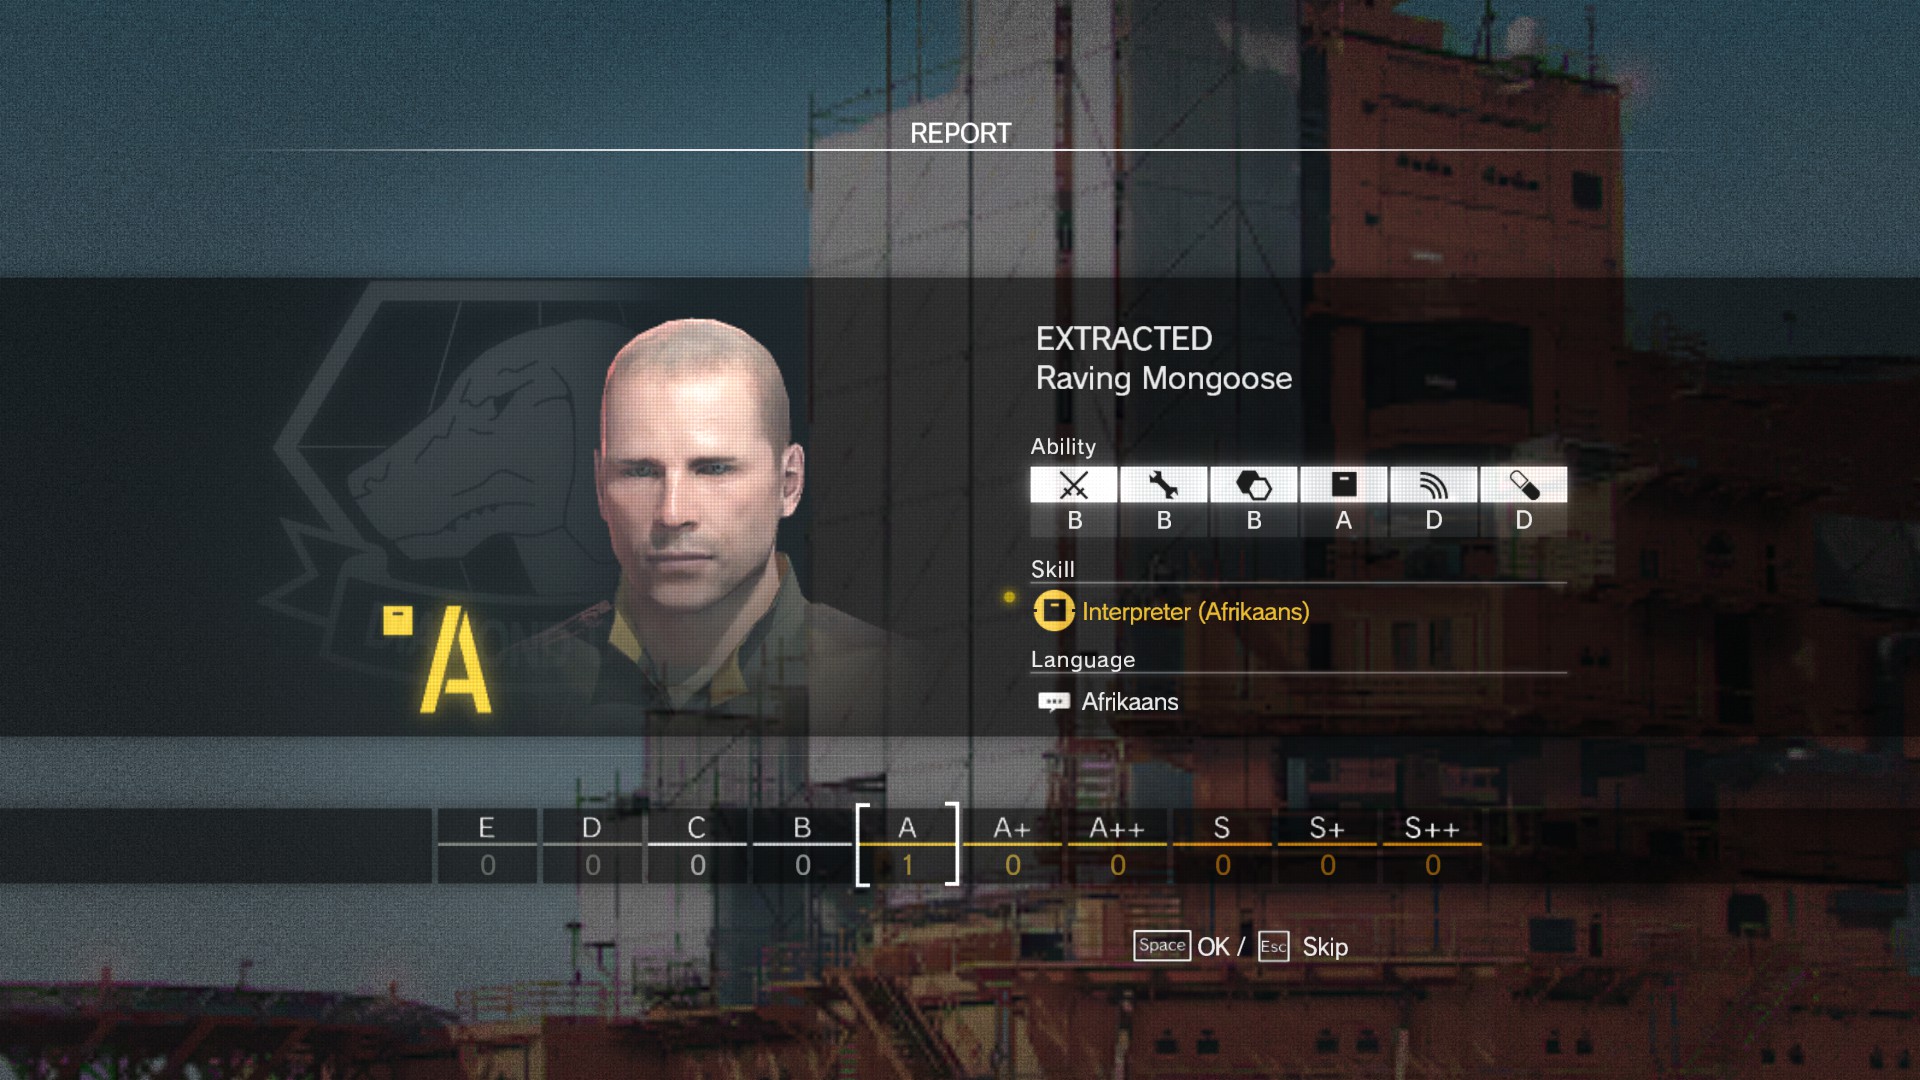 REPORT
EXTRACTED
Raving Mongoose
Ability
B B B A D D
Skill
Interpreter (Afrikaans)
A
Language
Afrikaans
E D C B A A+ A++ S S+ S++
0 0 0 0 1 0 0 0 0 0
Space OK / Esc Skip